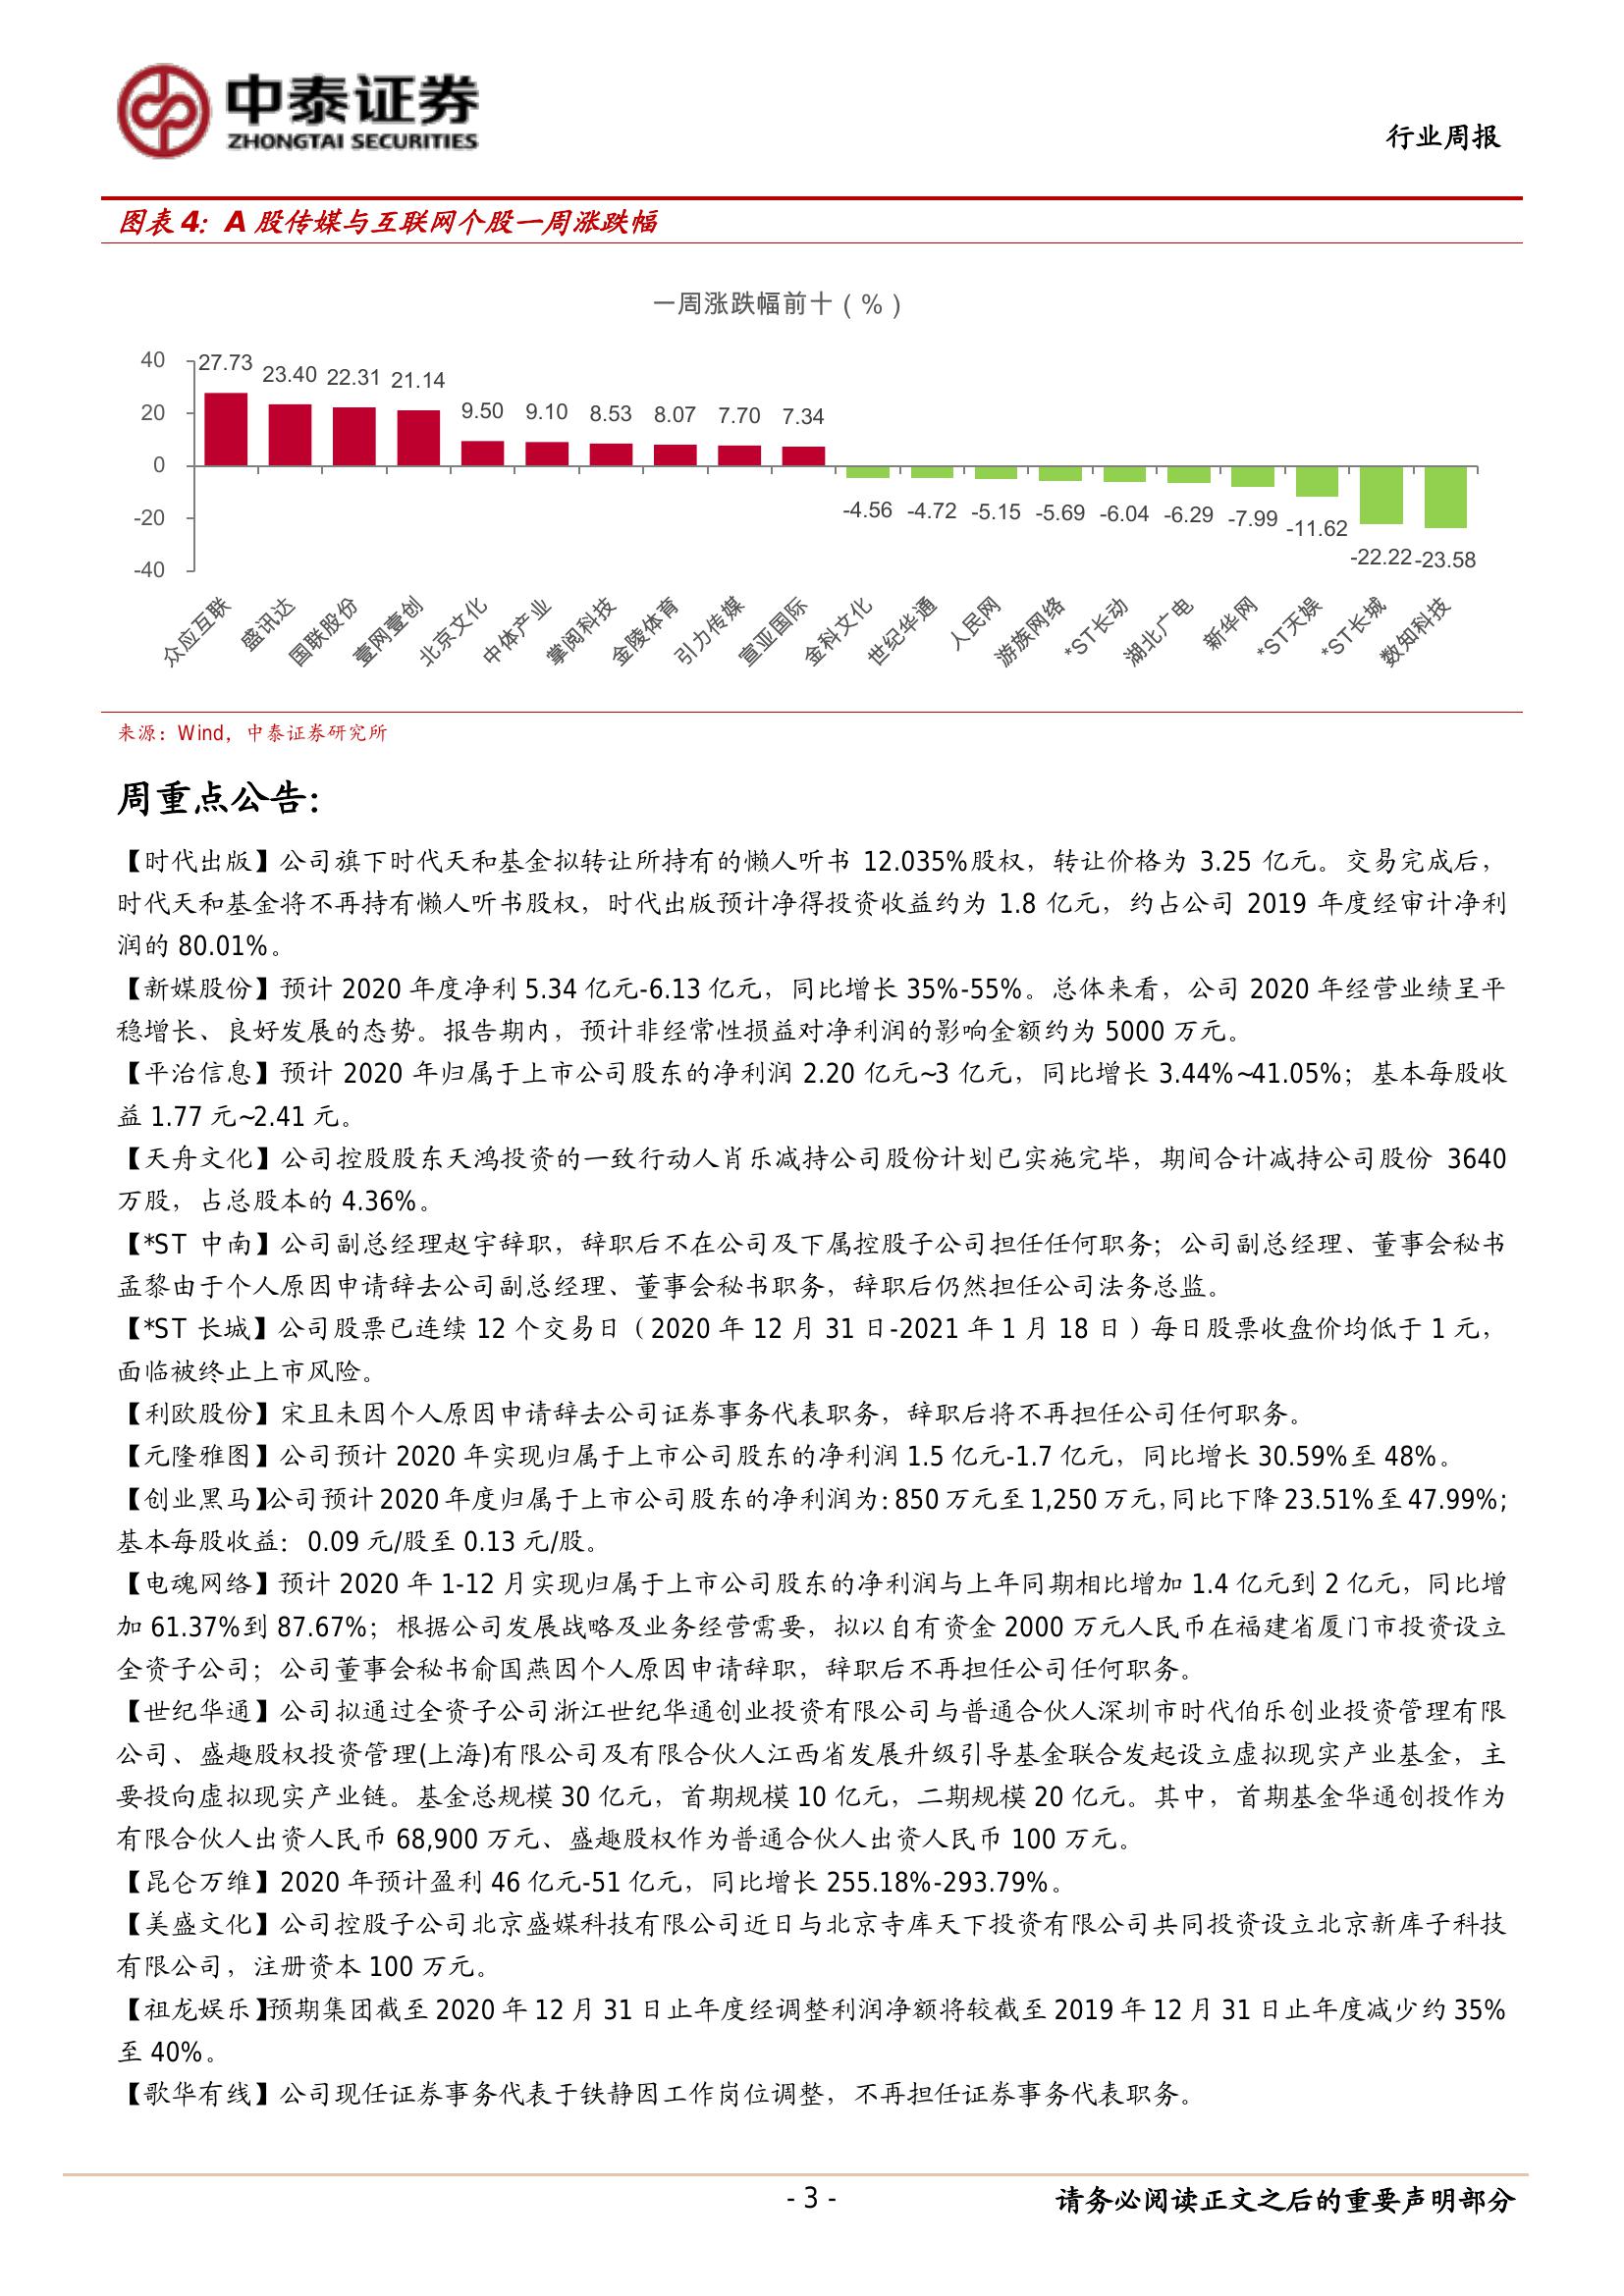 中泰证券
ZHONGTAI SECURITIES
行业周报
图表 4：A 股传媒与互联网个股一周涨跌幅
一周涨跌幅前十（%）
40
20
0
-20
-40
27.73 23.40 22.31 21.14 9.50 9.10 8.53 8.07 7.70 7.34
-4.56 -4.72 -5.15 -5.69 -6.04 -6.29 -7.99 -11.62 -22.22 -23.58
众应互联 盛讯达 国联股份 壹网壹创 北京文化 中体产业 掌阅科技 金陵体育 引力传媒 宣亚国际 金科文化 世纪华通 人民网 游族网络 *ST长动 湖北广电 新华网 *ST天娱 *ST长城 数知科技
来源：Wind，中泰证券研究所
周重点公告：
【时代出版】公司旗下时代天和基金拟转让所持有的懒人听书 12.035%股权，转让价格为 3.25 亿元。交易完成后，
时代天和基金将不再持有懒人听书股权，时代出版预计净得投资收益约为 1.8 亿元，约占公司 2019 年度经审计净利
润的 80.01%。
【新媒股份】预计 2020 年度净利 5.34 亿元-6.13 亿元，同比增长 35%-55%。总体来看，公司 2020 年经营业绩呈平
稳增长、良好发展的态势。报告期内，预计非经常性损益对净利润的影响金额约为 5000 万元。
【平治信息】预计 2020 年归属于上市公司股东的净利润 2.20 亿元~3 亿元，同比增长 3.44%~41.05%；基本每股收
益 1.77 元~2.41 元。
【天舟文化】公司控股股东天鸿投资的一致行动人肖乐减持公司股份计划已实施完毕，期间合计减持公司股份 3640
万股，占总股本的 4.36%。
【*ST 中南】公司副总经理赵宇辞职，辞职后不在公司及下属控股子公司担任任何职务；公司副总经理、董事会秘书
孟黎由于个人原因申请辞去公司副总经理、董事会秘书职务，辞职后仍然担任公司法务总监。
【*ST 长城】公司股票已连续 12 个交易日（2020 年 12 月 31 日-2021 年 1 月 18 日）每日股票收盘价均低于 1 元，
面临被终止上市风险。
【利欧股份】宋且未因个人原因申请辞去公司证券事务代表职务，辞职后将不再担任公司任何职务。
【元隆雅图】公司预计 2020 年实现归属于上市公司股东的净利润 1.5 亿元-1.7 亿元，同比增长 30.59%至 48%。
【创业黑马】公司预计 2020 年度归属于上市公司股东的净利润为：850 万元至 1,250 万元，同比下降 23.51%至 47.99%；
基本每股收益：0.09 元/股至 0.13 元/股。
【电魂网络】预计 2020 年 1-12 月实现归属于上市公司股东的净利润与上年同期相比增加 1.4 亿元到 2 亿元，同比增
加 61.37%到 87.67%；根据公司发展战略及业务经营需要，拟以自有资金 2000 万元人民币在福建省厦门市投资设立
全资子公司；公司董事会秘书俞国燕因个人原因申请辞职，辞职后不再担任公司任何职务。
【世纪华通】公司拟通过全资子公司浙江世纪华通创业投资有限公司与普通合伙人深圳市时代伯乐创业投资管理有限
公司、盛趣股权投资管理(上海)有限公司及有限合伙人江西省发展升级引导基金联合发起设立虚拟现实产业基金，主
要投向虚拟现实产业链。基金总规模 30 亿元，首期规模 10 亿元，二期规模 20 亿元。其中，首期基金华通创投作为
有限合伙人出资人民币 68,900 万元、盛趣股权作为普通合伙人出资人民币 100 万元。
【昆仑万维】2020 年预计盈利 46 亿元-51 亿元，同比增长 255.18%-293.79%。
【美盛文化】公司控股子公司北京盛媒科技有限公司近日与北京寺库天下投资有限公司共同投资设立北京新库子科技
有限公司，注册资本 100 万元。
【祖龙娱乐】预期集团截至 2020 年 12 月 31 日止年度经调整利润净额将较截至 2019 年 12 月 31 日止年度减少约 35%
至 40%。
【歌华有线】公司现任证券事务代表于铁静因工作岗位调整，不再担任证券事务代表职务。
- 3 -
请务必阅读正文之后的重要声明部分